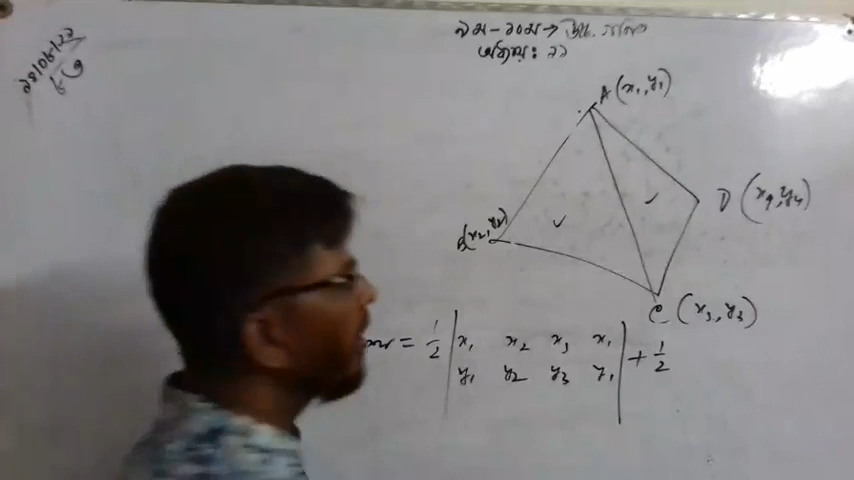 ৯ম-১০ম → উচ্চ. গণিত
অধ্যায়: ১১
A(x₁,y₁)
B(x₂,y₂)
D(x₄,y₄)
C(x₃,y₃)
= 1/2 | x₁ x₂ x₃ x₁ | + 1/2
y₁ y₂ y₃ y₁